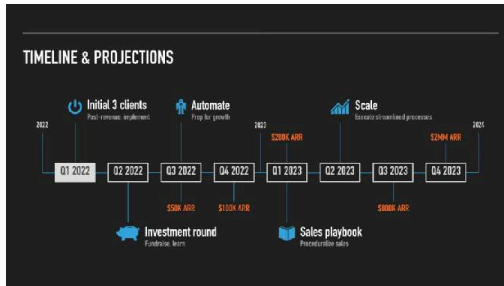 TIMELINE & PROJECTIONS
Initial 3 clients
Post-revenue, implement
Automate
Prep for growth
Scale
Execute streamlined processes
2022
2023
2024
$200K ARR
$2MM ARR
Q1 2022
Q2 2022
Q3 2022
Q4 2022
Q1 2023
Q2 2023
Q3 2023
Q4 2023
$50K ARR
$100K ARR
$800K ARR
Investment round
Fundraise, learn
Sales playbook
Procedurative sales